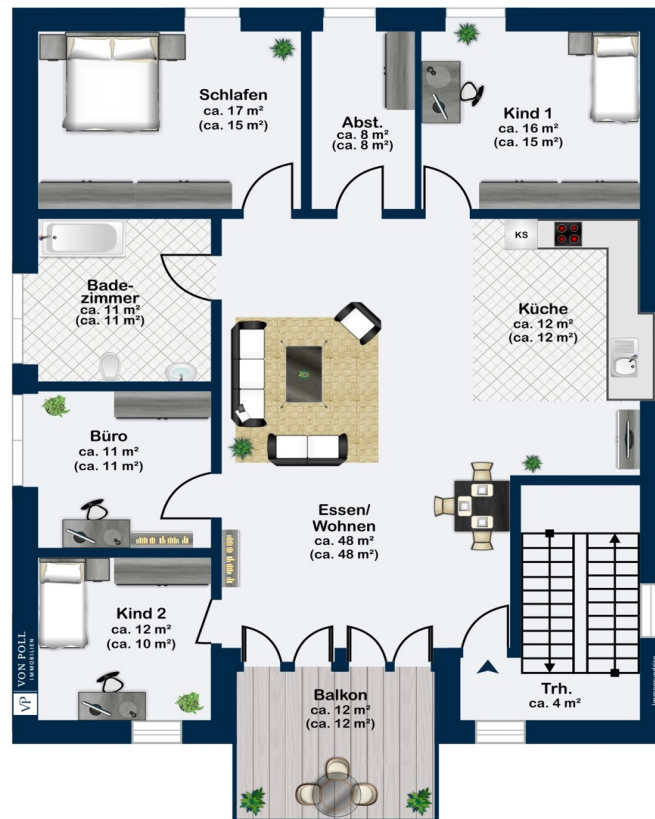 Schlafen
ca. 17 m²
(ca. 15 m²)
Abst.
ca. 8 m²
(ca. 8 m²)
Kind 1
ca. 16 m²
(ca. 15 m²)
KS
Bade-
zimmer
ca. 11 m²
(ca. 11 m²)
Küche
ca. 12 m²
(ca. 12 m²)
Büro
ca. 11 m²
(ca. 11 m²)
Essen/
Wohnen
ca. 48 m²
(ca. 48 m²)
Kind 2
ca. 12 m²
(ca. 10 m²)
Balkon
ca. 12 m²
(ca. 12 m²)
Trh.
ca. 4 m²
VP VON POLL
IMMOBILIEN